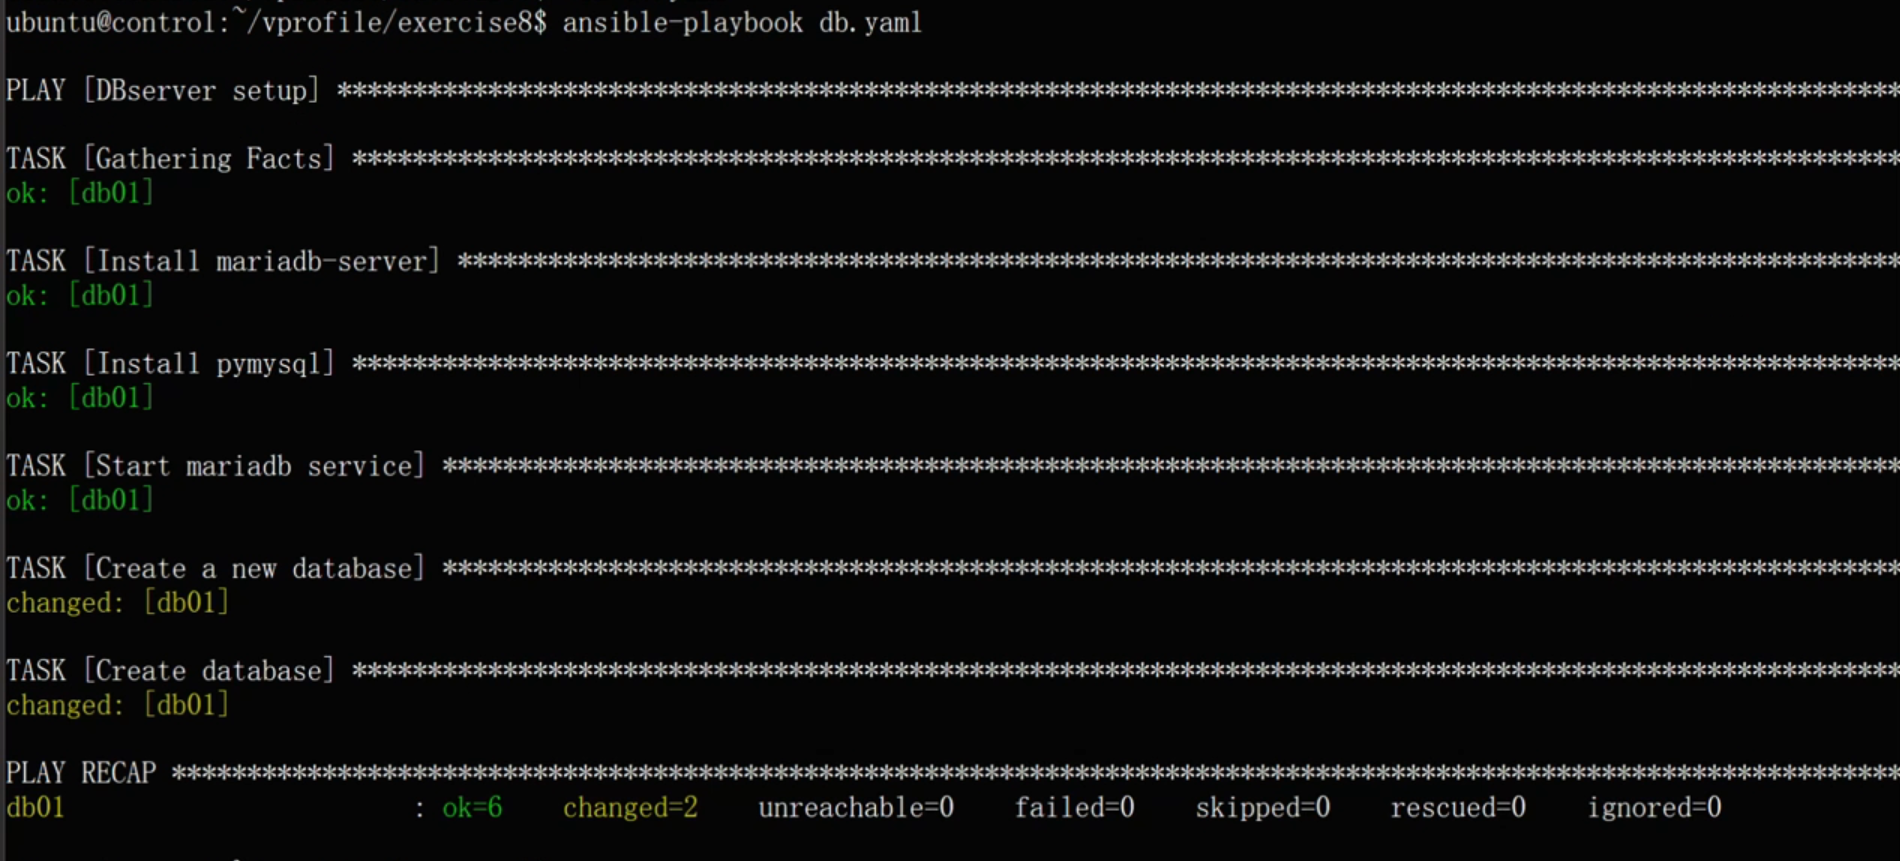 ubuntu@control:~/vprofile/exercise8$ ansible-playbook db.yaml
PLAY [DBserver setup] *******************************************************************************************************
TASK [Gathering Facts] ******************************************************************************************************
ok: [db01]
TASK [Install mariadb-server] ***********************************************************************************************
ok: [db01]
TASK [Install pymysql] ******************************************************************************************************
ok: [db01]
TASK [Start mariadb service] ************************************************************************************************
ok: [db01]
TASK [Create a new database] ************************************************************************************************
changed: [db01]
TASK [Create database] ******************************************************************************************************
changed: [db01]
PLAY RECAP ******************************************************************************************************************
db01                       : ok=6    changed=2    unreachable=0    failed=0    skipped=0    rescued=0    ignored=0